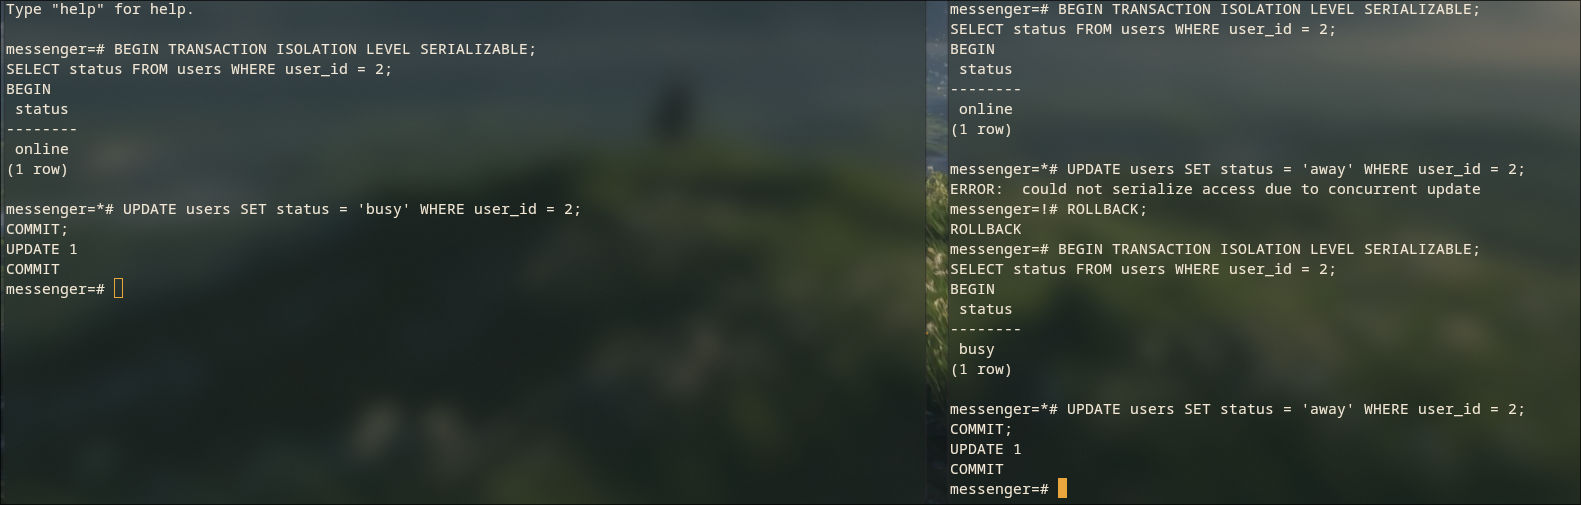 Type "help" for help.
messenger=# BEGIN TRANSACTION ISOLATION LEVEL SERIALIZABLE;
SELECT status FROM users WHERE user_id = 2;
BEGIN
 status
--------
 online
(1 row)
messenger=*# UPDATE users SET status = 'busy' WHERE user_id = 2;
COMMIT;
UPDATE 1
COMMIT
messenger=#
messenger=# BEGIN TRANSACTION ISOLATION LEVEL SERIALIZABLE;
SELECT status FROM users WHERE user_id = 2;
BEGIN
 status
--------
 online
(1 row)
messenger=*# UPDATE users SET status = 'away' WHERE user_id = 2;
ERROR:  could not serialize access due to concurrent update
messenger=!# ROLLBACK;
ROLLBACK
messenger=# BEGIN TRANSACTION ISOLATION LEVEL SERIALIZABLE;
SELECT status FROM users WHERE user_id = 2;
BEGIN
 status
--------
 busy
(1 row)
messenger=*# UPDATE users SET status = 'away' WHERE user_id = 2;
COMMIT;
UPDATE 1
COMMIT
messenger=#